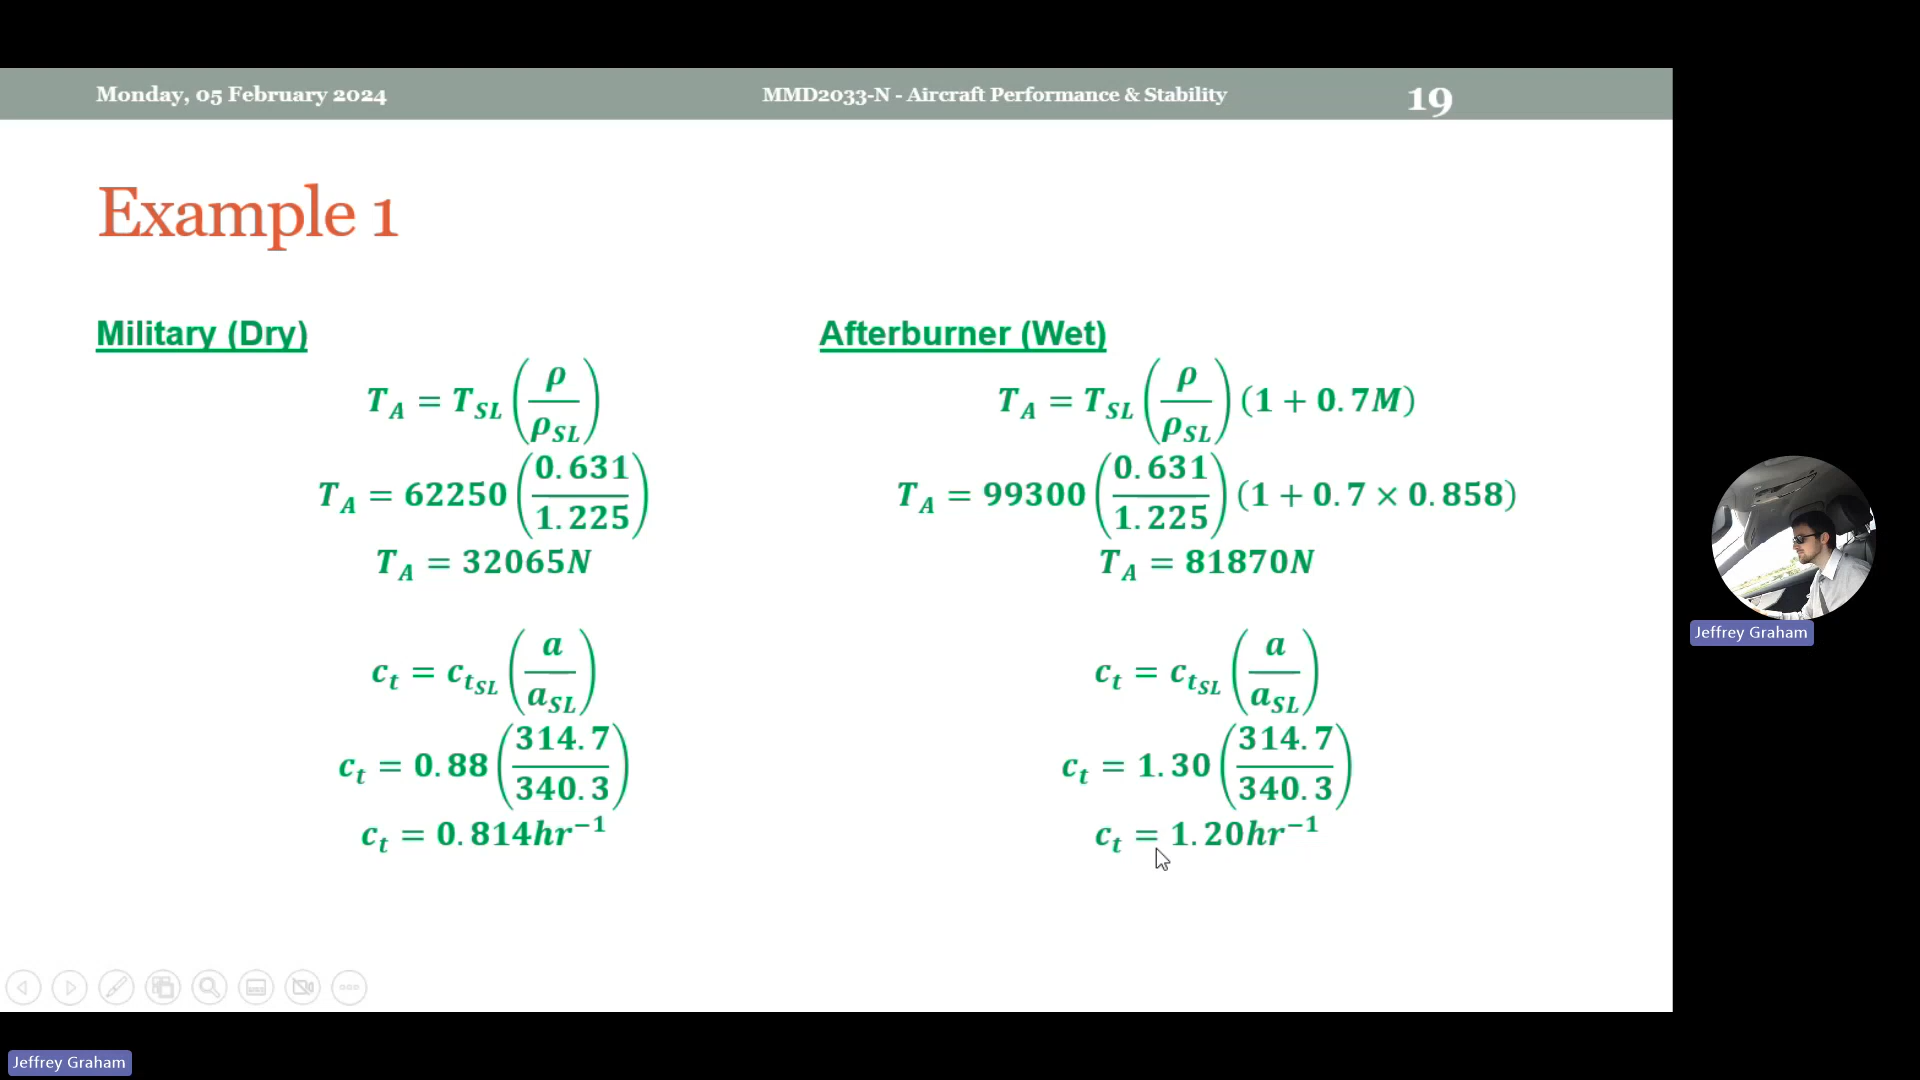 Monday, 05 February 2024
MMD2033-N - Aircraft Performance & Stability
19
Example 1
Military (Dry)
T_A = T_SL (ρ/ρ_SL)
T_A = 62250 (0.631/1.225)
T_A = 32065N
c_t = c_t_SL (a/a_SL)
c_t = 0.88 (314.7/340.3)
c_t = 0.814hr⁻¹
Afterburner (Wet)
T_A = T_SL (ρ/ρ_SL) (1 + 0.7M)
T_A = 99300 (0.631/1.225) (1 + 0.7 × 0.858)
T_A = 81870N
c_t = c_t_SL (a/a_SL)
c_t = 1.30 (314.7/340.3)
c_t = 1.20hr⁻¹
Jeffrey Graham
Jeffrey Graham